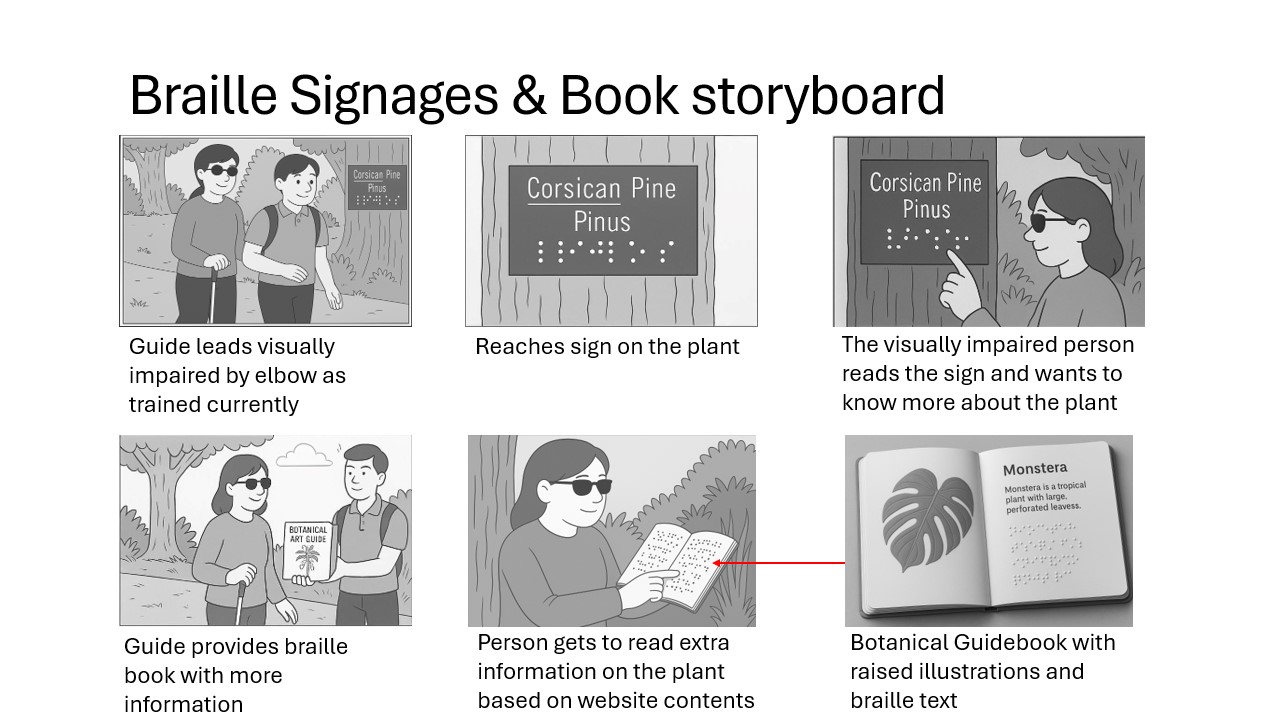 Braille Signages & Book storyboard
Corsican Pine
Pinus
Corsican Pine
Pinus
Corsican Pine
Pinus
Guide leads visually
impaired by elbow as
trained currently
Reaches sign on the plant
The visually impaired person
reads the sign and wants to
know more about the plant
BOTANICAL
ART GUIDE
Monstera
Monstera is a tropical
plant with large,
perforated leavess.
Guide provides braille
book with more
information
Person gets to read extra
information on the plant
based on website contents
Botanical Guidebook with
raised illustrations and
braille text